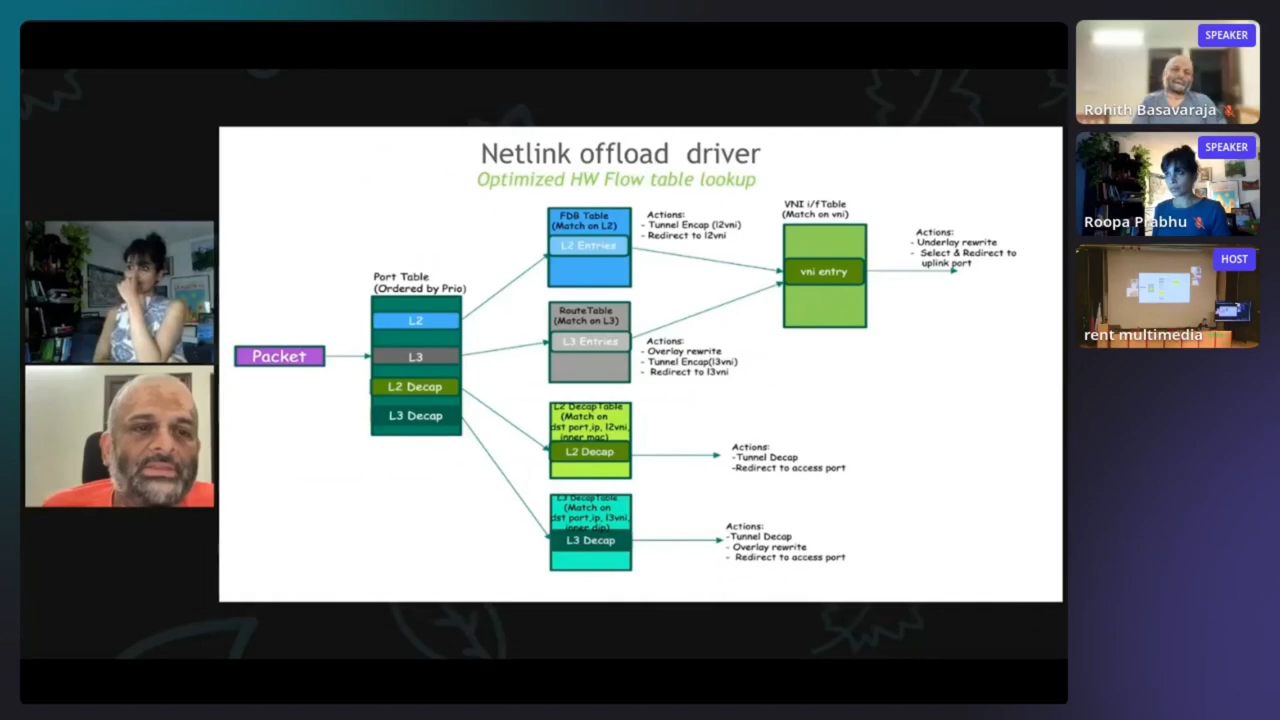 Netlink offload driver
Optimized HW Flow table lookup
Packet
Port Table
(Ordered by Prio)
L2
L3
L2 Decap
L3 Decap
FDB Table
(Match on L2)
L2 Entries
Actions:
- Tunnel Encap (l2vni)
- Redirect to l2vni
Route Table
(Match on L3)
L3 Entries
Actions:
- Overlay rewrite
- Tunnel Encap(l3vni)
- Redirect to l3vni
VNI i/fTable
(Match on vni)
vni entry
Actions:
- Underlay rewrite
- Select & Redirect to
uplink port
L2 DecapTable
(Match on
dst port,ip, l2vni,
inner mac)
L2 Decap
Actions:
-Tunnel Decap
-Redirect to access port
L3 DecapTable
(Match on
dst port,ip, l3vni,
inner dip)
L3 Decap
Actions:
-Tunnel Decap
- Overlay rewrite
- Redirect to access port
SPEAKER
Rohith Basavaraja
SPEAKER
Roopa Prabhu
HOST
rent multimedia